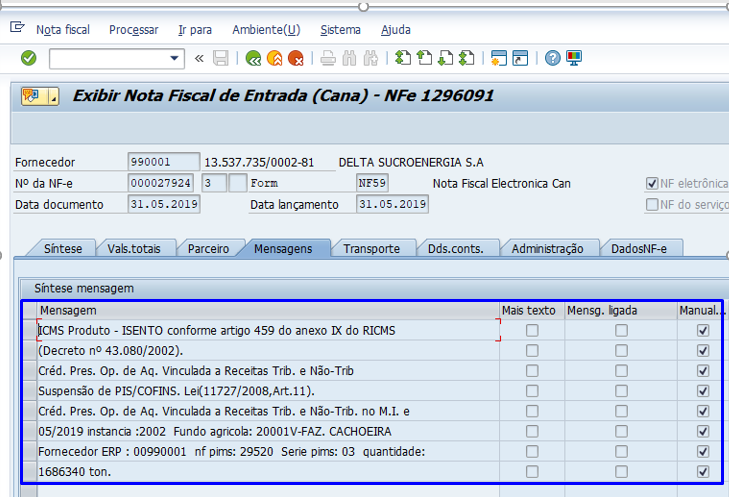 Nota fiscal Processar Ir para Ambiente(U) Sistema Ajuda
Exibir Nota Fiscal de Entrada (Cana) - NFe 1296091
Fornecedor 990001 13.537.735/0002-81 DELTA SUCROENERGIA S.A
Nº da NF-e 000027924 3 Form NF59 Nota Fiscal Electronica Can NF eletrônica
Data documento 31.05.2019 Data lançamento 31.05.2019 NF do serviço
Síntese Vals.totais Parceiro Mensagens Transporte Dds.conts. Administração DadosNF-e
Síntese mensagem
Mensagem Mais texto Mensg. ligada Manual...
ICMS Produto - ISENTO conforme artigo 459 do anexo IX do RICMS
(Decreto nº 43.080/2002).
Créd. Pres. Op. de Aq. Vinculada a Receitas Trib. e Não-Trib
Suspensão de PIS/COFINS. Lei(11727/2008,Art.11).
Créd. Pres. Op. de Aq. Vinculada a Receitas Trib. e Não-Trib. no M.I. e
05/2019 instancia :2002 Fundo agricola: 20001V-FAZ. CACHOEIRA
Fornecedor ERP : 00990001 nf pims: 29520 Serie pims: 03 quantidade:
1686340 ton.